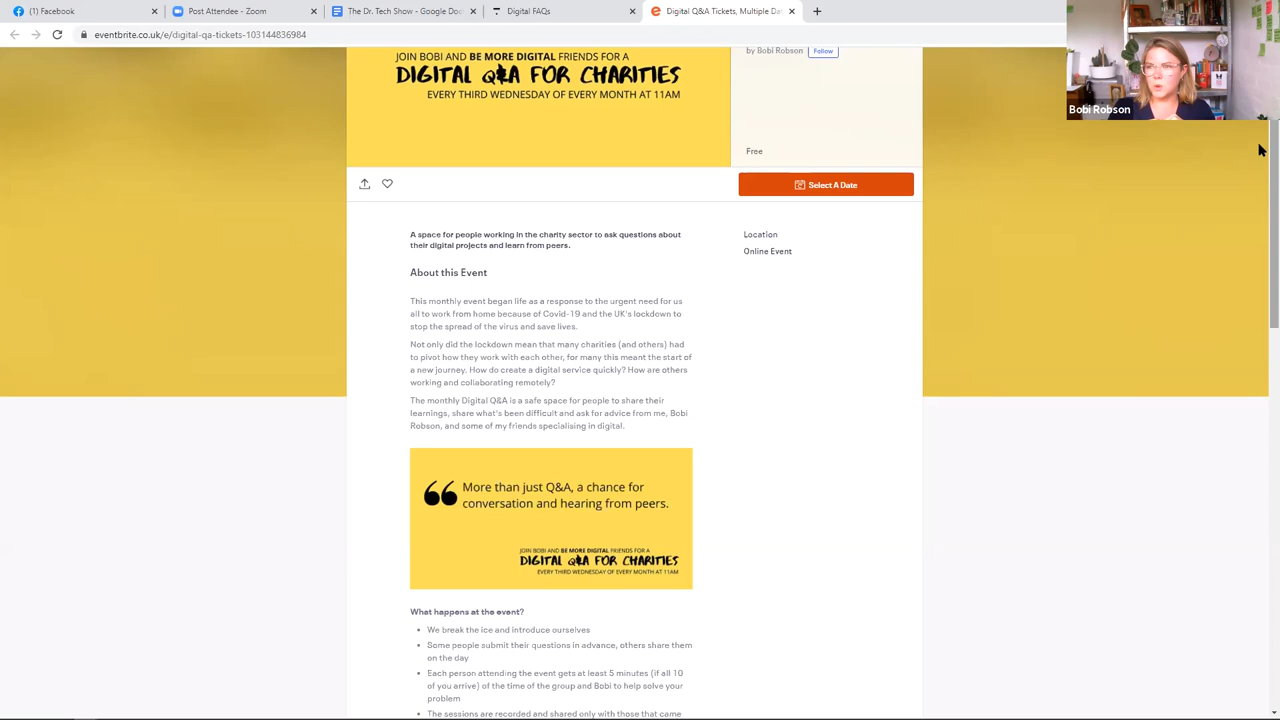 Facebook
Post Attendee - Zoom
The Dr. Tech Show - Google Doc
Digital FAQs
Digital Q&A Tickets, Multiple Dat
eventbrite.co.uk/e/digital-qa-tickets-103144836984
Bobi Robson
JOIN BOBI AND BE MORE DIGITAL FRIENDS FOR A
DIGITAL Q&A FOR CHARITIES
EVERY THIRD WEDNESDAY OF EVERY MONTH AT 11AM
by Bobi Robson Follow
Free
Select A Date
A space for people working in the charity sector to ask questions about
their digital projects and learn from peers.
Location
Online Event
About this Event
This monthly event began life as a response to the urgent need for us
all to work from home because of Covid-19 and the UK's lockdown to
stop the spread of the virus and save lives.
Not only did the lockdown mean that many charities (and others) had
to pivot how they work with each other, for many this meant the start of
a new journey. How do create a digital service quickly? How are others
working and collaborating remotely?
The monthly Digital Q&A is a safe space for people to share their
learnings, share what's been difficult and ask for advice from me, Bobi
Robson, and some of my friends specialising in digital.
More than just Q&A, a chance for
conversation and hearing from peers.
JOIN BOBI AND BE MORE DIGITAL FRIENDS FOR A
DIGITAL Q&A FOR CHARITIES
EVERY THIRD WEDNESDAY OF EVERY MONTH AT 11AM
What happens at the event?
• We break the ice and introduce ourselves
• Some people submit their questions in advance, others share them
on the day
• Each person attending the event gets at least 5 minutes (if all 10
of you arrive) of the time of the group and Bobi to help solve your
problem
• The sessions are recorded and shared only with those that came